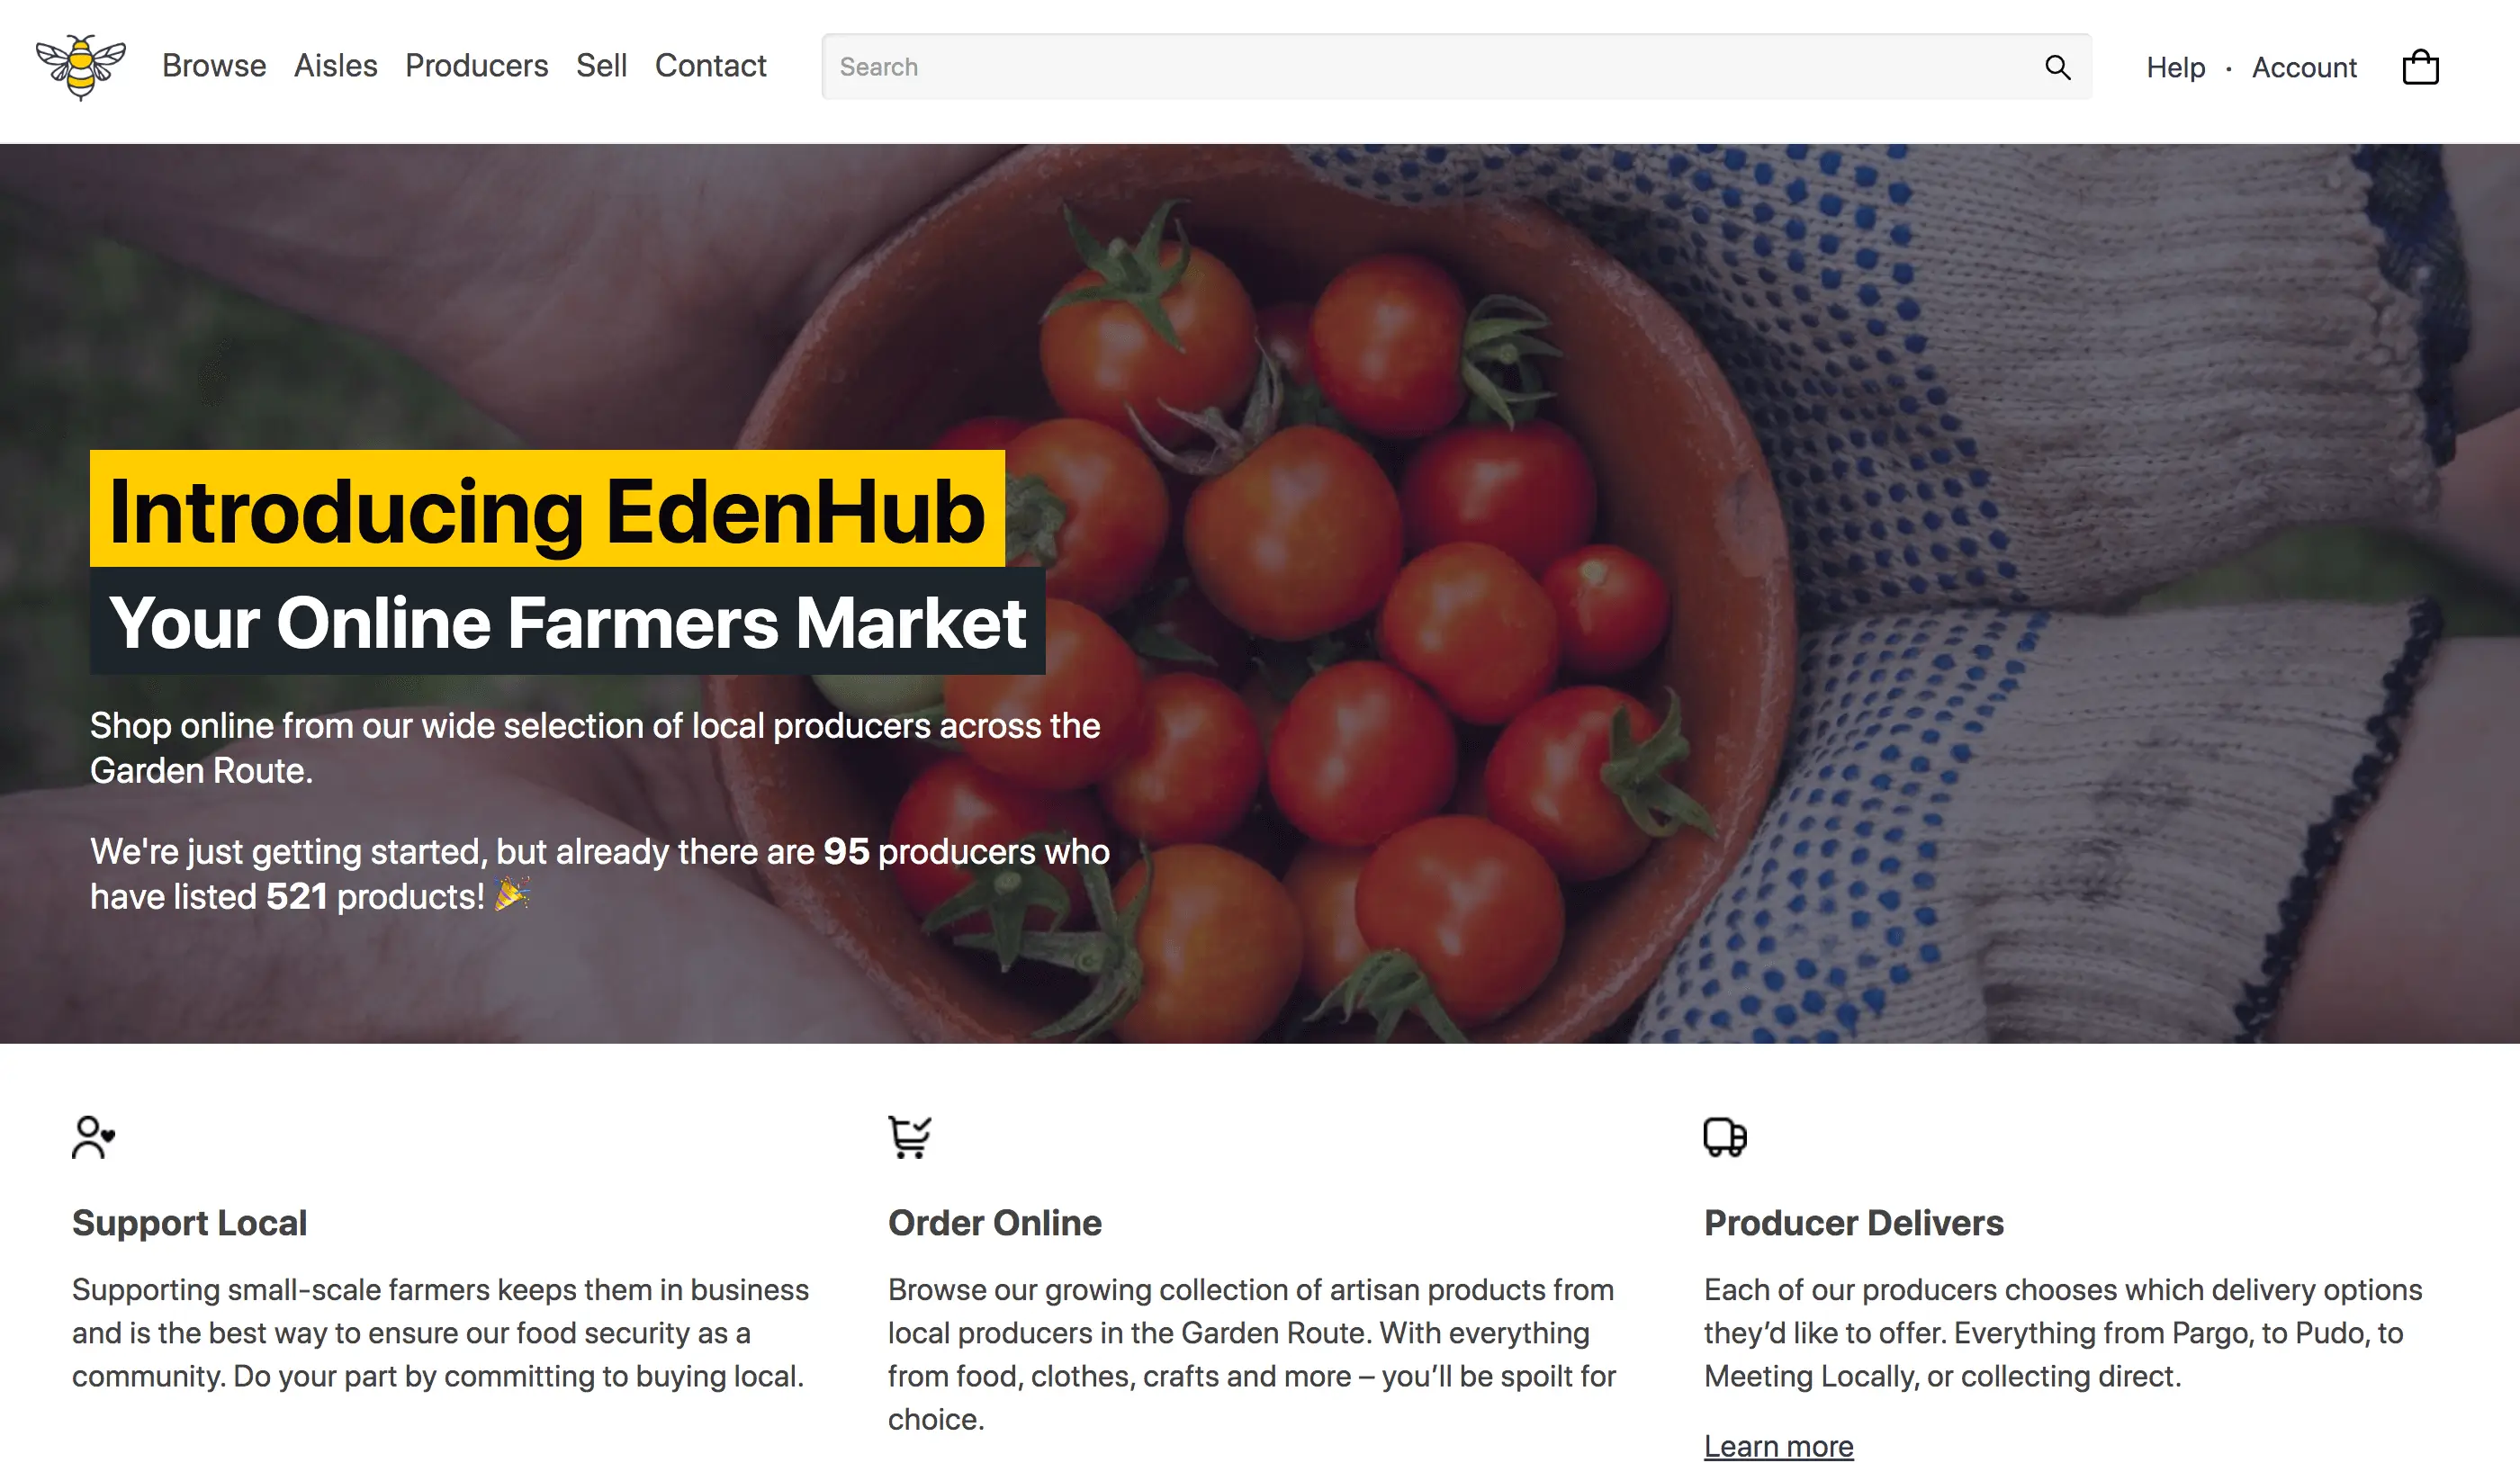 Browse Aisles Producers Sell Contact Search Help · Account
Introducing EdenHub
Your Online Farmers Market
Shop online from our wide selection of local producers across the
Garden Route.
We're just getting started, but already there are 95 producers who
have listed 521 products! 🎉
Support Local
Supporting small-scale farmers keeps them in business
and is the best way to ensure our food security as a
community. Do your part by committing to buying local.
Order Online
Browse our growing collection of artisan products from
local producers in the Garden Route. With everything
from food, clothes, crafts and more – you’ll be spoilt for
choice.
Producer Delivers
Each of our producers chooses which delivery options
they’d like to offer. Everything from Pargo, to Pudo, to
Meeting Locally, or collecting direct.
Learn more